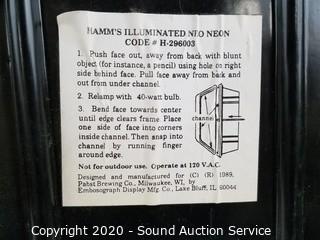 HAMM'S ILLUMINATED NEO NEON
CODE # H-296003
1. Push face out, away from back with blunt
object (for instance, a pencil) using hole on right
side behind face. Pull face away from back and
out from under channel.
2. Relamp with 40-watt bulb.
3. Bend face towards center
until edge clears frame. Place
one side of face into corners
inside channel. Then snap into
channel by running finger
around edge.
channel
Not for outdoor use. Operate at 120 V.A.C.
Designed and manufactured for (C) (R) 1989,
Pabst Brewing Co., Milwaukee, WI, by
Embosograph Display Mfg. Co., Lake Bluff, IL 60044
Copyright 2020 - Sound Auction Service